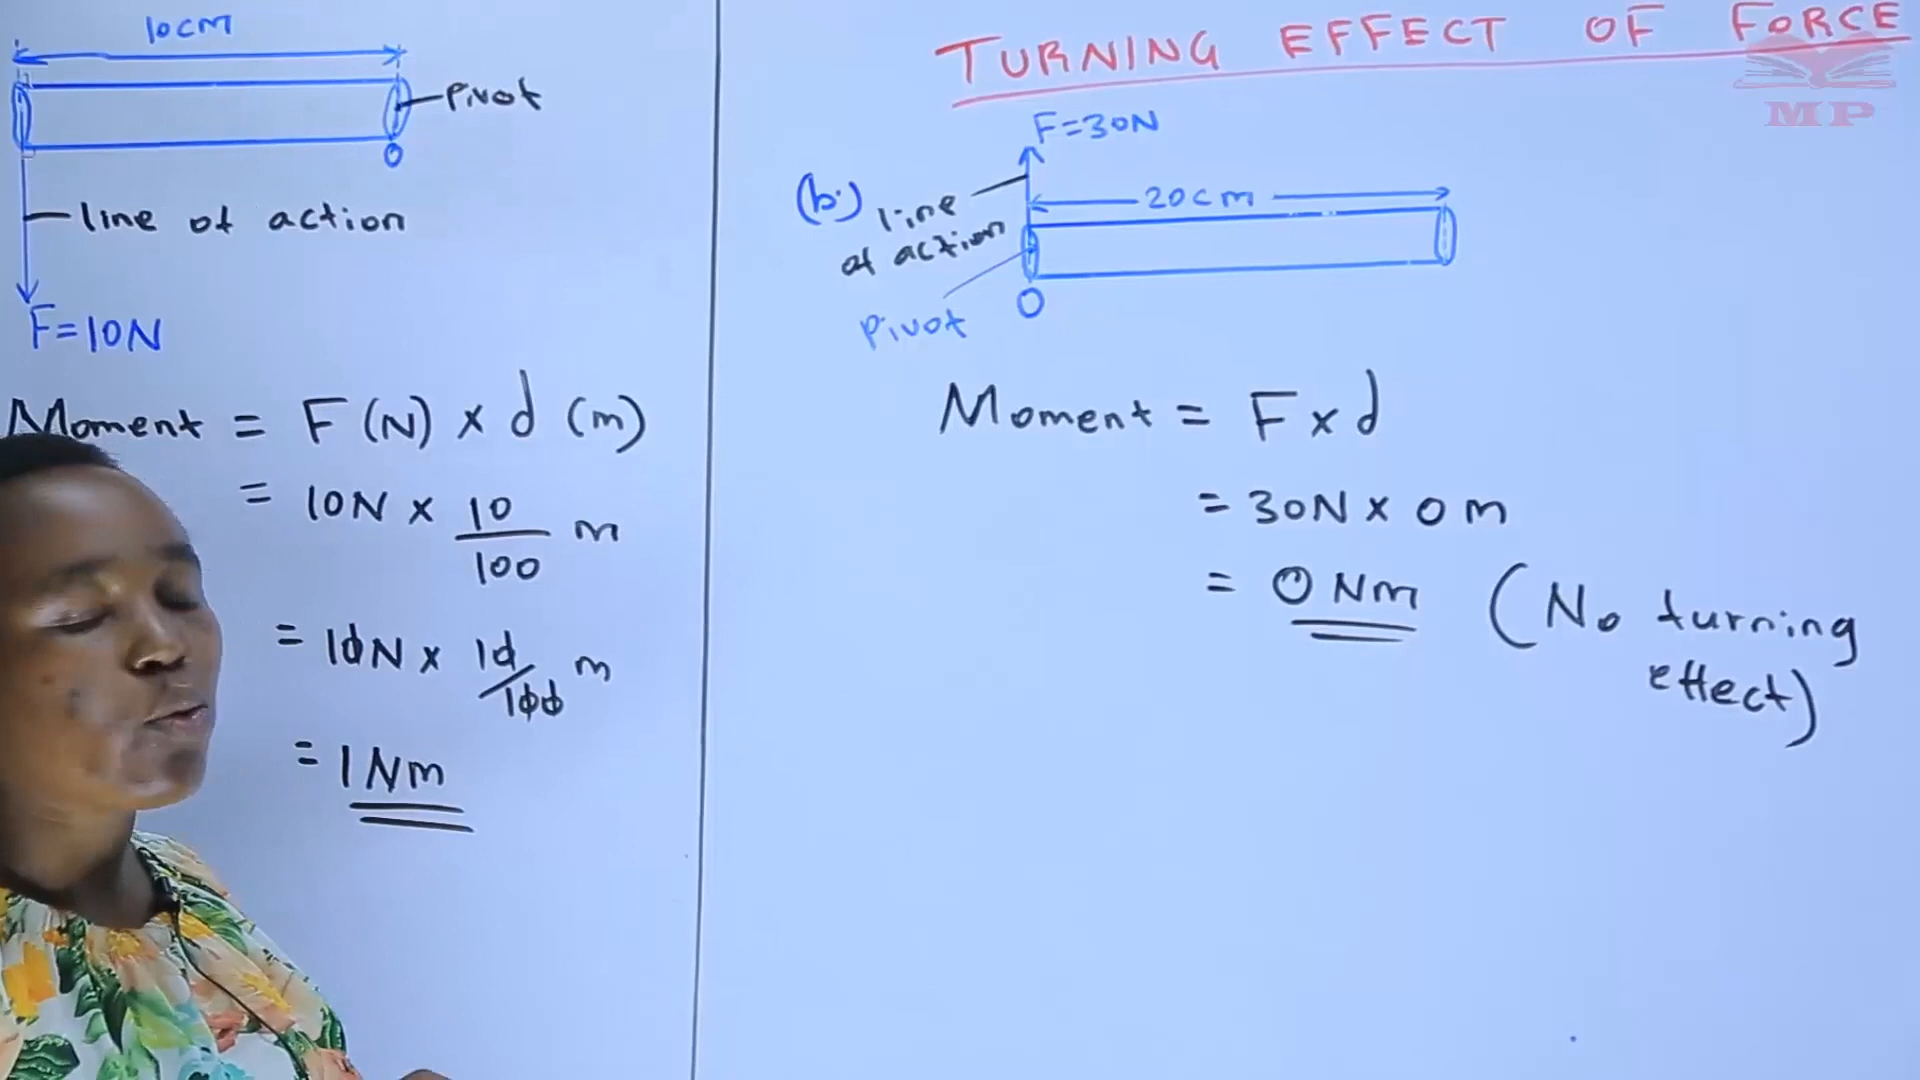 10cm
Pivot
O
line of action
F=10N
Moment = F (N) x d (m)
= 10N x 10/100 m
= 10N x 10/100 m
= 1Nm
TURNING EFFECT OF FORCE
MP
F=30N
(b.)
line
of action
20cm
Pivot
O
Moment = F x d
= 30N x 0 m
= 0 Nm (No turning
effect)